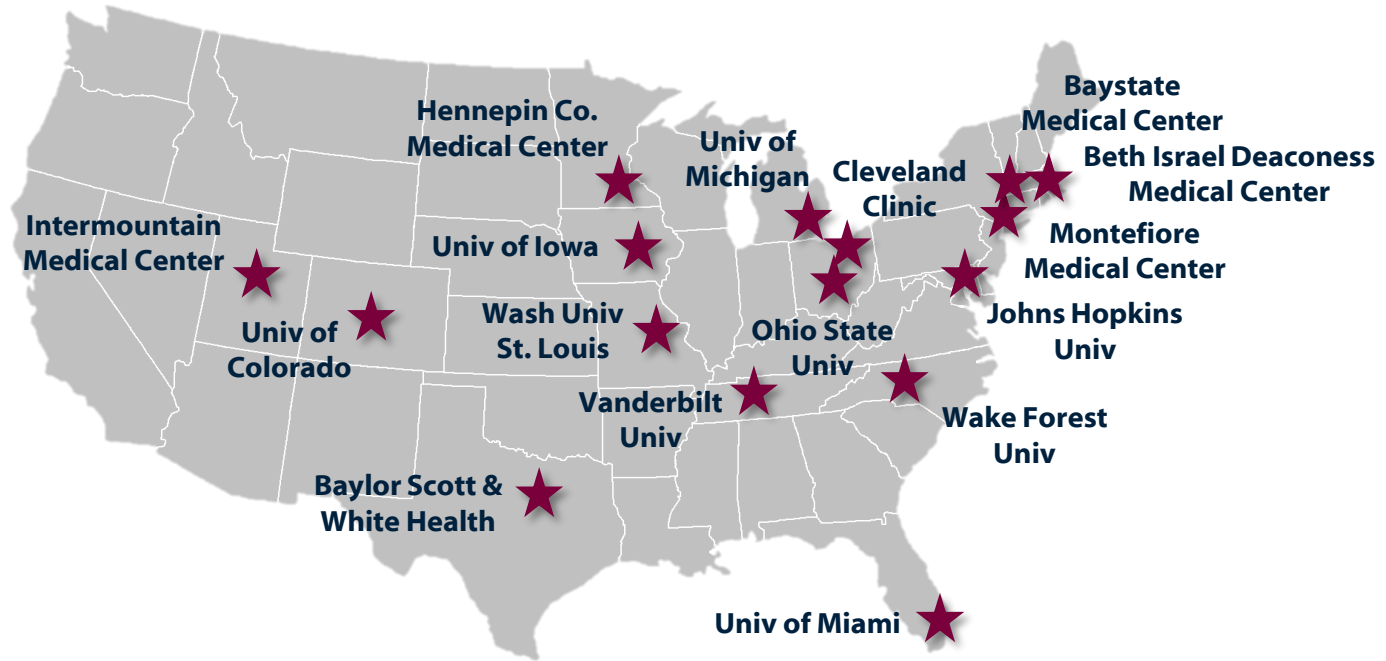 Baystate
Medical Center
Hennepin Co.
Medical Center
Univ of
Michigan
Cleveland
Clinic
Beth Israel Deaconess
Medical Center
Intermountain
Medical Center
Univ of Iowa
Montefiore
Medical Center
Univ of
Colorado
Wash Univ
St. Louis
Ohio State
Univ
Johns Hopkins
Univ
Vanderbilt
Univ
Wake Forest
Univ
Baylor Scott &
White Health
Univ of Miami